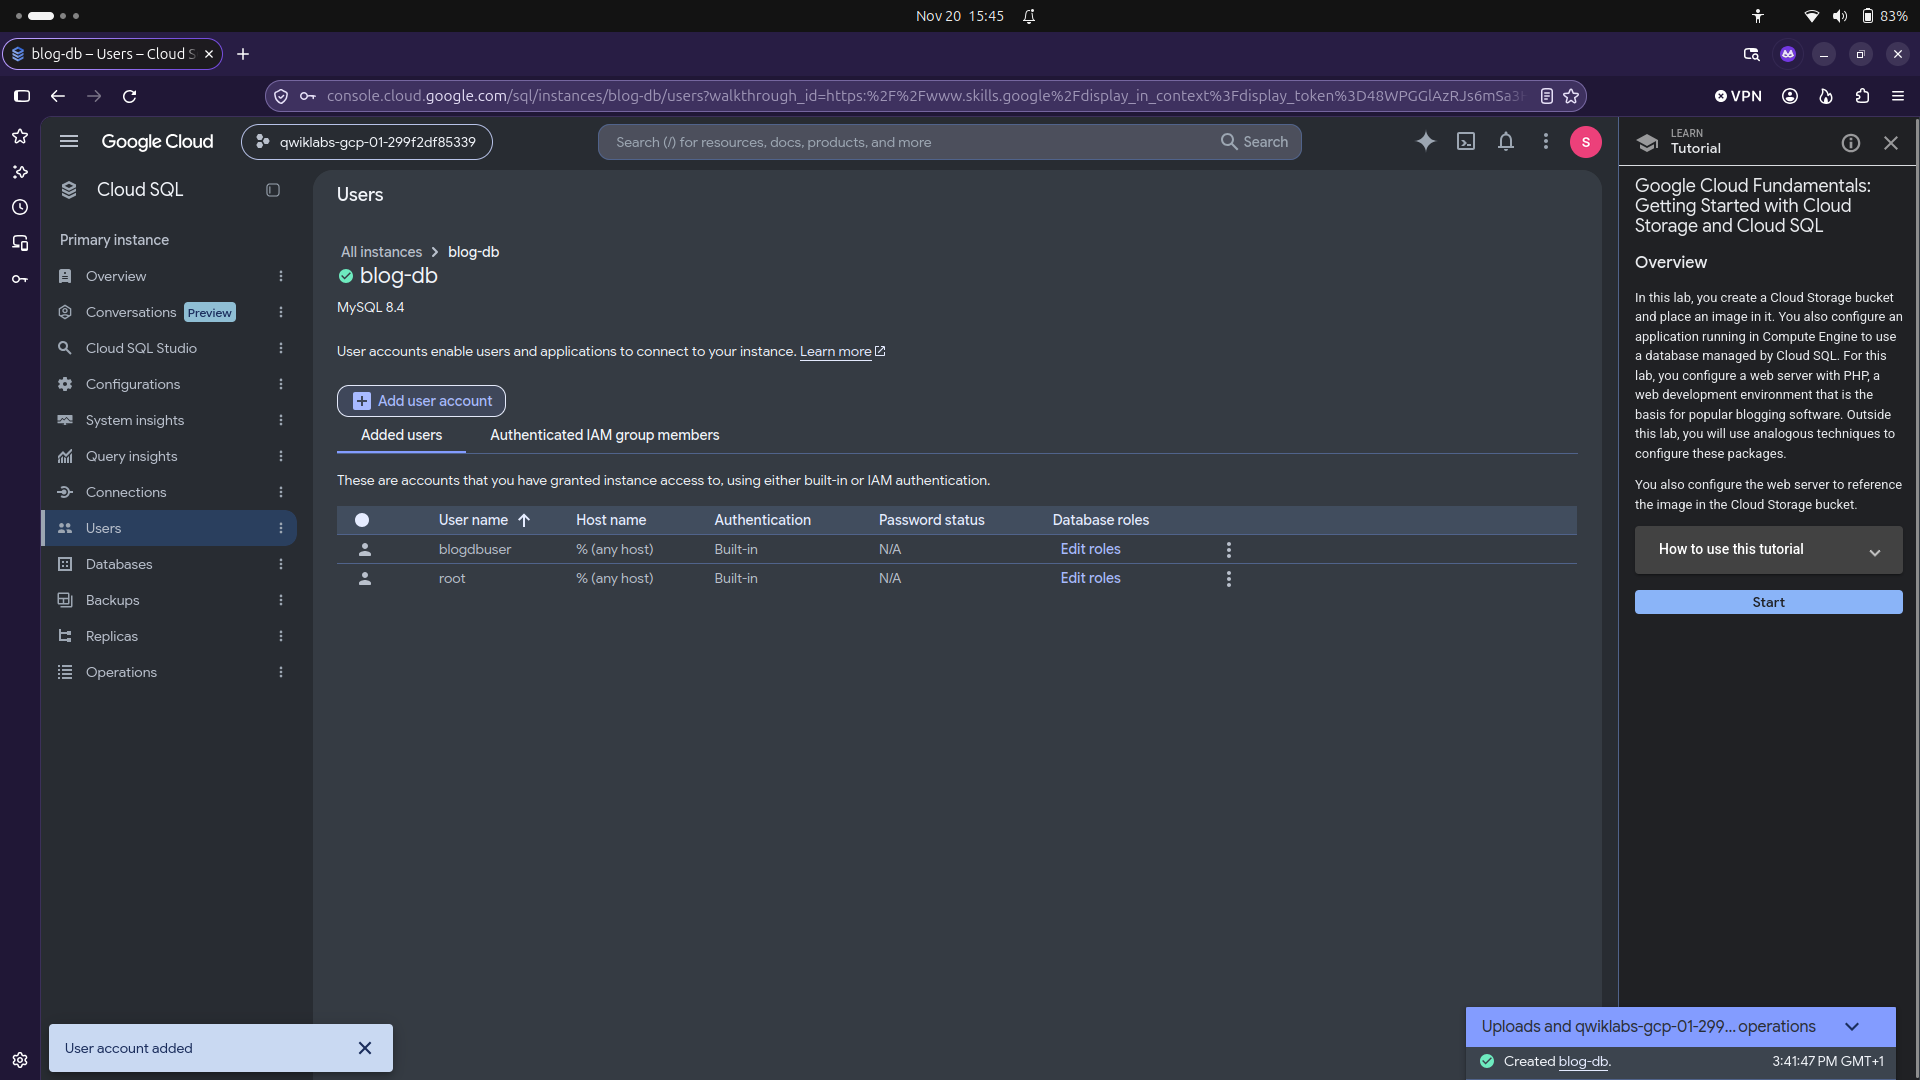 Nov 20 15:45
83%
blog-db – Users – Cloud S
console.cloud.google.com/sql/instances/blog-db/users?walkthrough_id=https:%2F%2Fwww.skills.google%2Fdisplay_in_context%3Fdisplay_token%3D48WPGGlAzRJs6mSa3
VPN
Google Cloud
qwiklabs-gcp-01-299f2df85339
Search (/) for resources, docs, products, and more
Search
S
LEARN
Tutorial
Cloud SQL
Primary instance
Overview
Conversations Preview
Cloud SQL Studio
Configurations
System insights
Query insights
Connections
Users
Databases
Backups
Replicas
Operations
Users
All instances > blog-db
blog-db
MySQL 8.4
User accounts enable users and applications to connect to your instance. Learn more
Add user account
Added users
Authenticated IAM group members
These are accounts that you have granted instance access to, using either built-in or IAM authentication.
User name Host name Authentication Password status Database roles
blogdbuser % (any host) Built-in N/A Edit roles
root % (any host) Built-in N/A Edit roles
Google Cloud Fundamentals:
Getting Started with Cloud
Storage and Cloud SQL
Overview
In this lab, you create a Cloud Storage bucket
and place an image in it. You also configure an
application running in Compute Engine to use
a database managed by Cloud SQL. For this
lab, you configure a web server with PHP, a
web development environment that is the
basis for popular blogging software. Outside
this lab, you will use analogous techniques to
configure these packages.
You also configure the web server to reference
the image in the Cloud Storage bucket.
How to use this tutorial
Start
User account added
Uploads and qwiklabs-gcp-01-299... operations
Created blog-db.
3:41:47 PM GMT+1